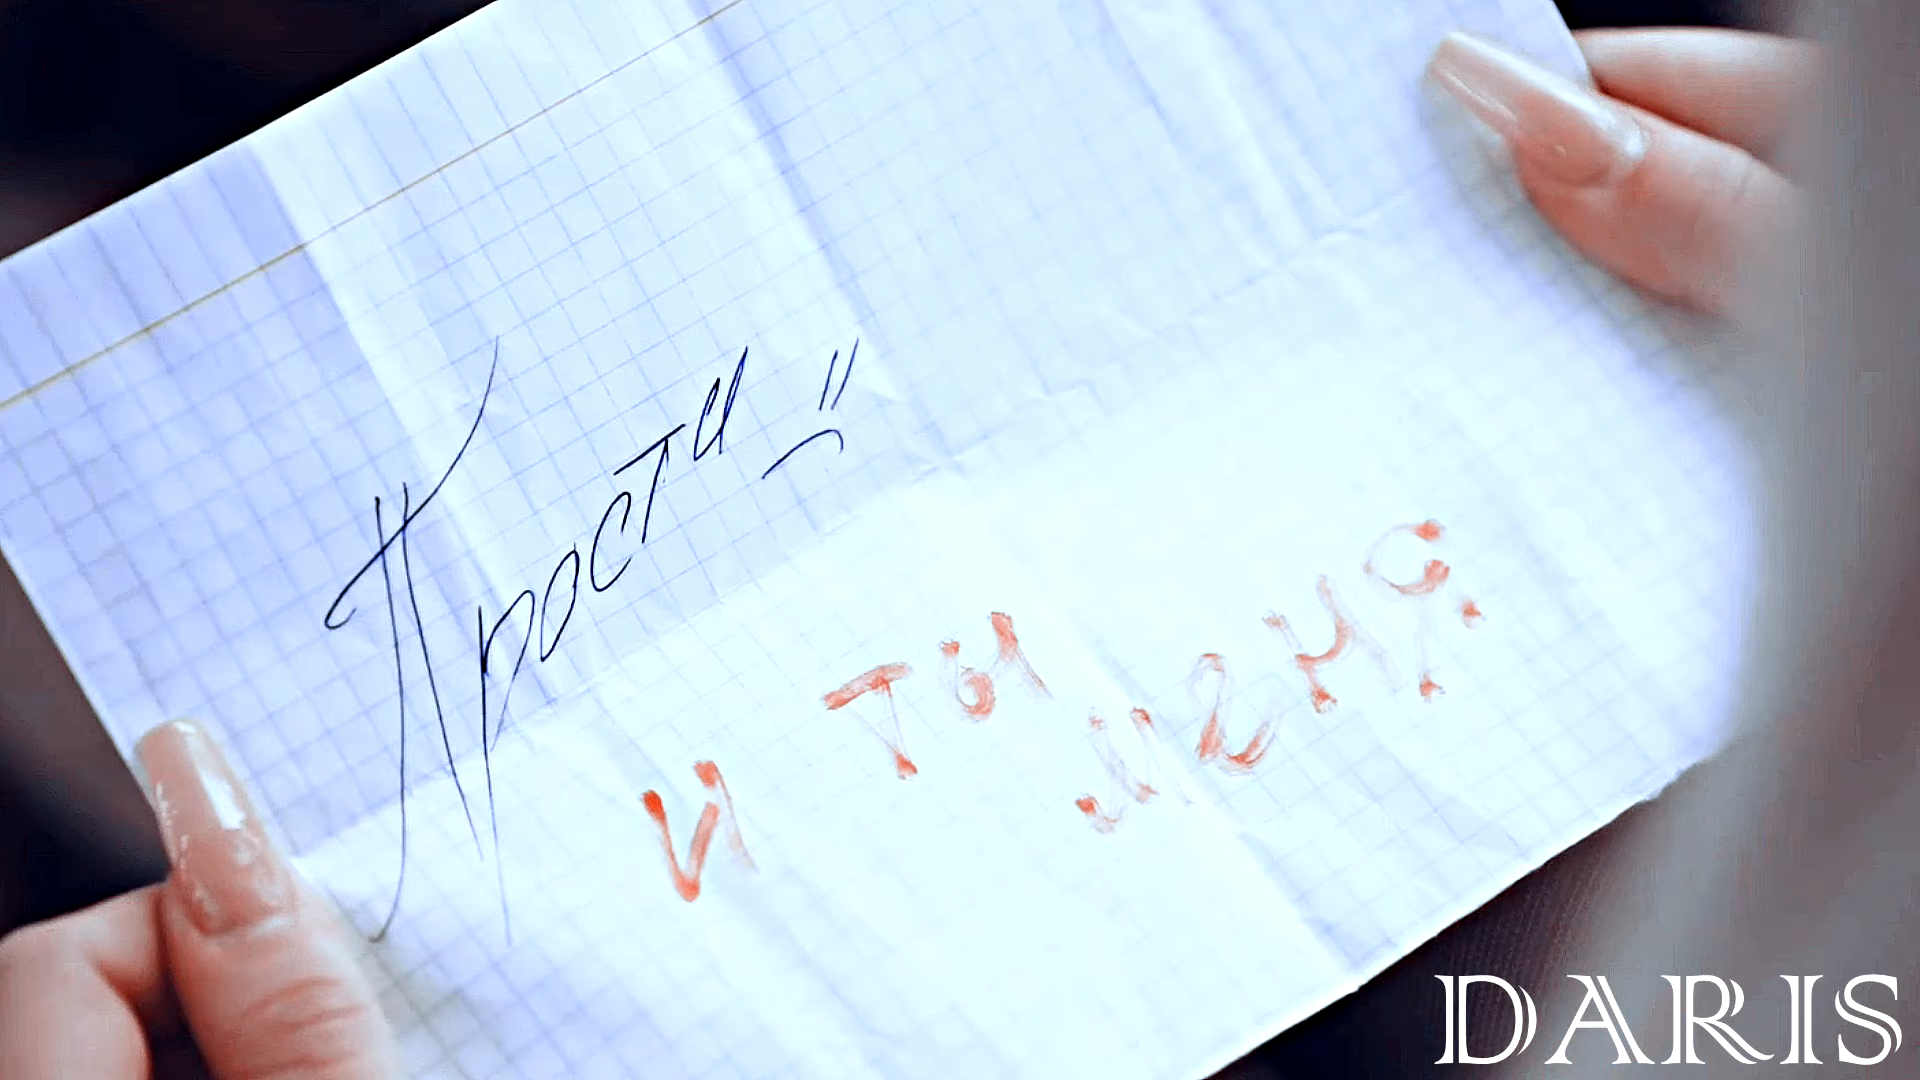 Прости :(
И ТЫ
МЕНЯ
DARIS